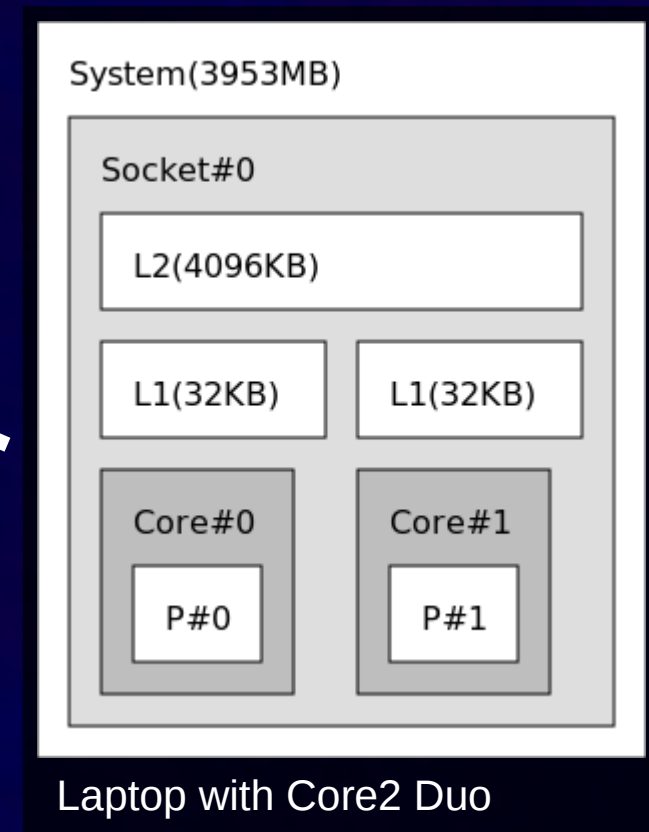 System(3953MB)
Socket#0
L2(4096KB)
L1(32KB) L1(32KB)
Core#0 Core#1
P#0 P#1
Laptop with Core2 Duo